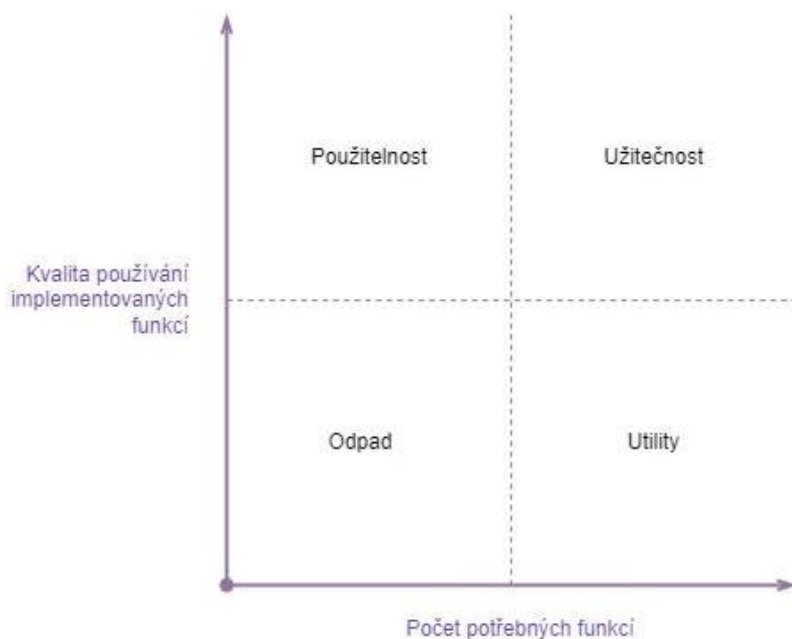 Použitelnost
Užitečnost
Kvalita používání
implementovaných
funkcí
Odpad
Utility
Počet potřebných funkcí